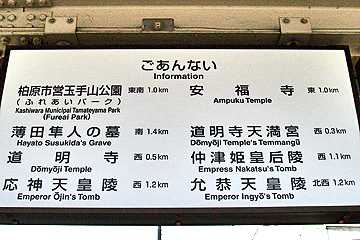 ごあんない
Information
柏原市営玉手山公園 東南 1.0km
(ふれあいパーク)
Kashiwara Municipal Tamateyama Park
(Fureai Park)
薄田隼人の墓 南 1.4km
Hayato Susukida's Grave
道明寺 西 0.5km
Dōmyōji Temple
応神天皇陵 西 1.2km
Emperor Ōjin's Tomb
安福寺 東 1.0km
Ampuku Temple
道明寺天満宮 西 0.3km
Dōmyōji Temple's Temmangū
仲津姫皇后陵 西 1.1km
Empress Nakatsu's Tomb
允恭天皇陵 北西 1.2km
Emperor Ingyō's Tomb